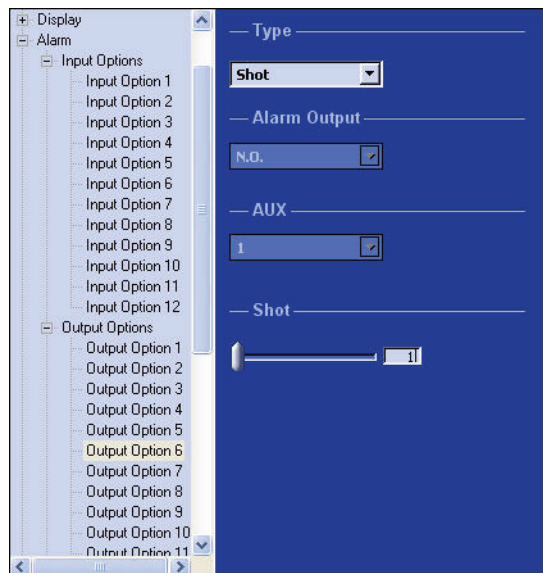 Display
Alarm
Input Options
Input Option 1
Input Option 2
Input Option 3
Input Option 4
Input Option 5
Input Option 6
Input Option 7
Input Option 8
Input Option 9
Input Option 10
Input Option 11
Input Option 12
Output Options
Output Option 1
Output Option 2
Output Option 3
Output Option 4
Output Option 5
Output Option 6
Output Option 7
Output Option 8
Output Option 9
Output Option 10
Output Option 11
Type
Shot
Alarm Output
N.O.
AUX
1
Shot
1